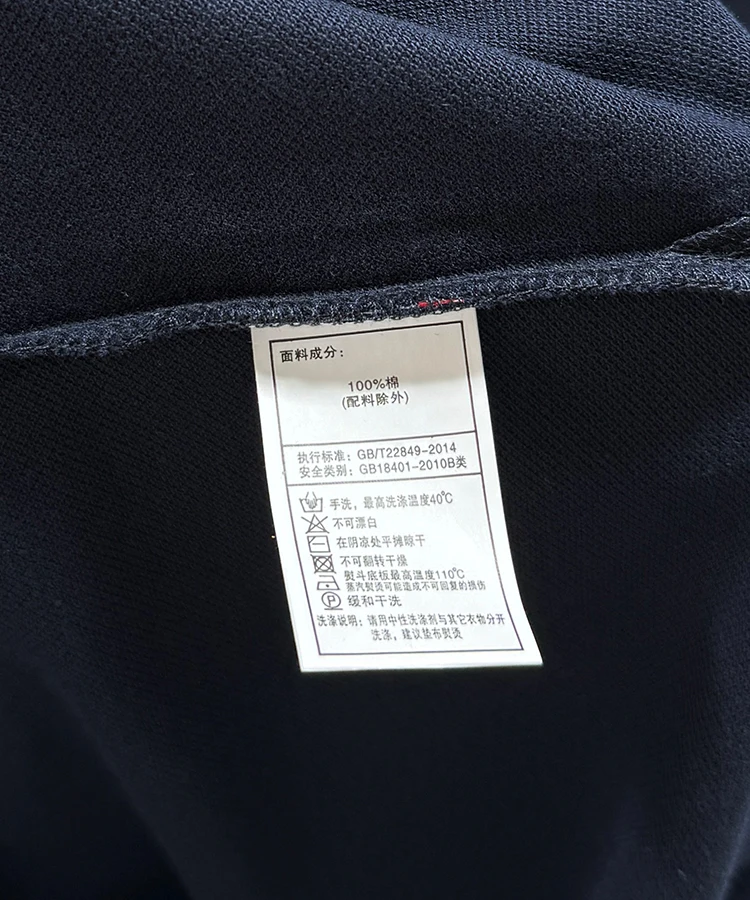 面料成分:
100%棉
(配料除外)
执行标准: GB/T22849-2014
安全类别: GB18401-2010B类
手洗,最高洗涤温度40℃
不可漂白
在阴凉处平摊晾干
不可翻转干燥
熨斗底板最高温度110℃
蒸汽熨烫可能造成不可回复的损伤
P 缓和干洗
洗涤说明: 请用中性洗涤剂与其它衣物分开
洗涤, 建议垫布熨烫